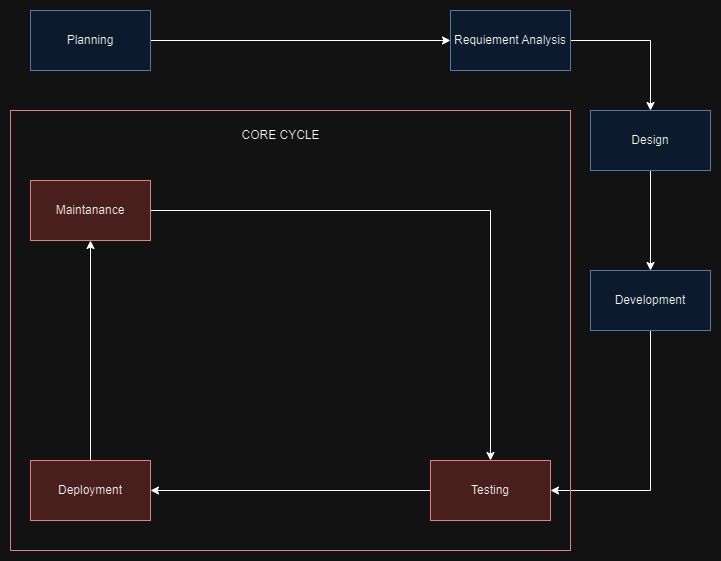 Planning
Requiement Analysis
Design
CORE CYCLE
Maintanance
Development
Deployment
Testing